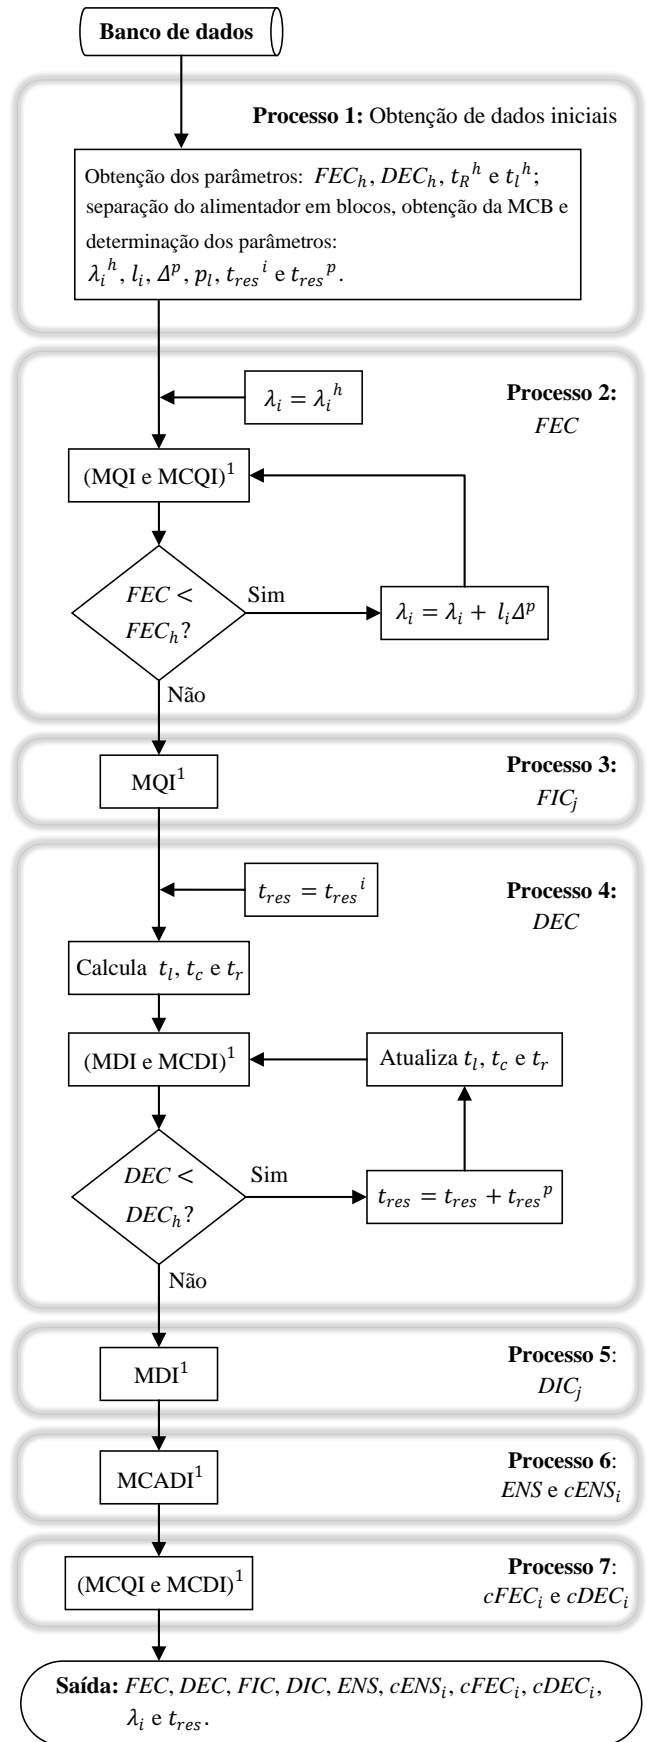 Banco de dados
Processo 1: Obtenção de dados iniciais
Obtenção dos parâmetros: FEC_h, DEC_h, t_R^h e t_l^h;
separação do alimentador em blocos, obtenção da MCB e
determinação dos parâmetros:
λ_i^h, l_i, Δ^p, p_l, t_res^i e t_res^p.
Processo 2:
FEC
λ_i = λ_i^h
(MQI e MCQI)^1
FEC <
FEC_h?
Sim
λ_i = λ_i + l_i Δ^p
Não
Processo 3:
FIC_j
MQI^1
Processo 4:
DEC
t_res = t_res^i
Calcula t_l, t_c e t_r
(MDI e MCDI)^1
Atualiza t_l, t_c e t_r
DEC <
DEC_h?
Sim
t_res = t_res + t_res^p
Não
Processo 5:
DIC_j
MDI^1
Processo 6:
ENS e cENS_i
MCADI^1
Processo 7:
cFEC_i e cDEC_i
(MCQI e MCDI)^1
Saída: FEC, DEC, FIC, DIC, ENS, cENS_i, cFEC_i, cDEC_i,
λ_i e t_res.